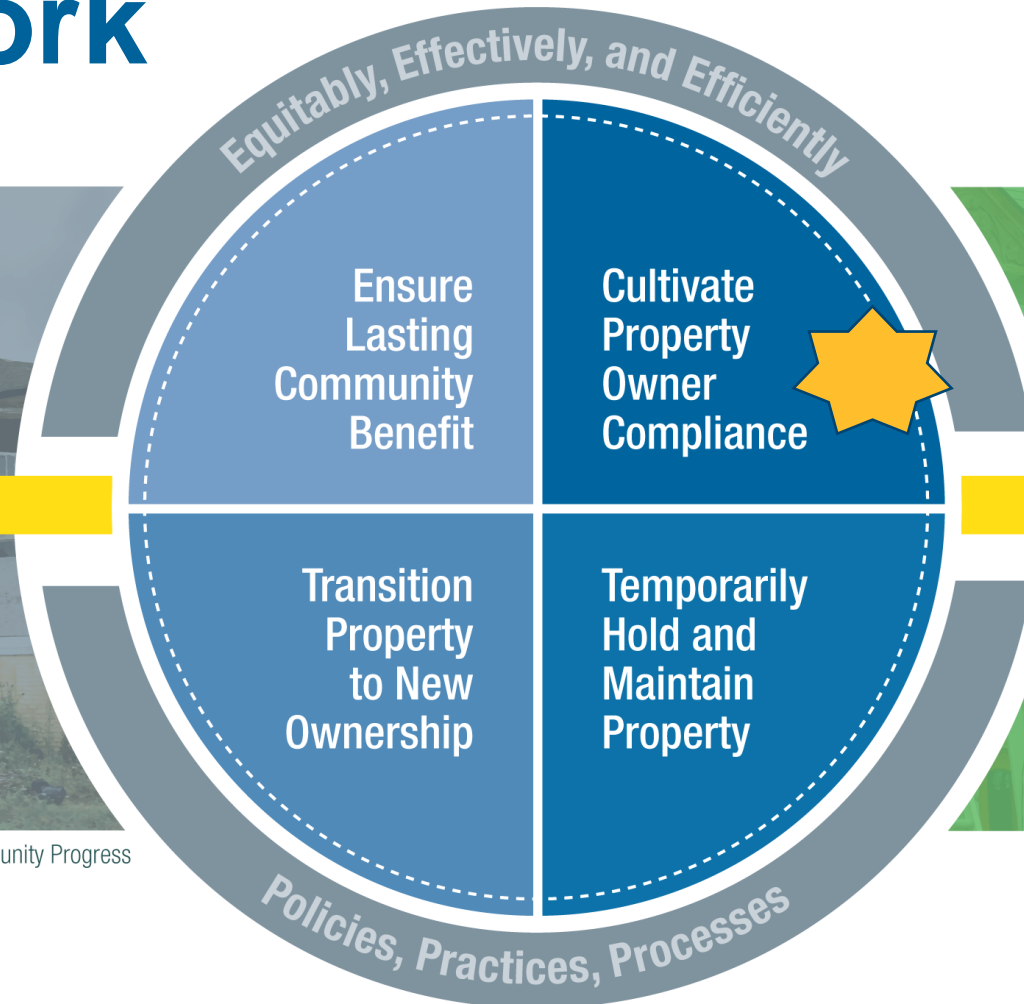 ork
Equitably, Effectively, and Efficiently
Ensure
Lasting
Community
Benefit
Cultivate
Property
Owner
Compliance
Transition
Property
to New
Ownership
Temporarily
Hold and
Maintain
Property
unity Progress
Policies, Practices, Processes